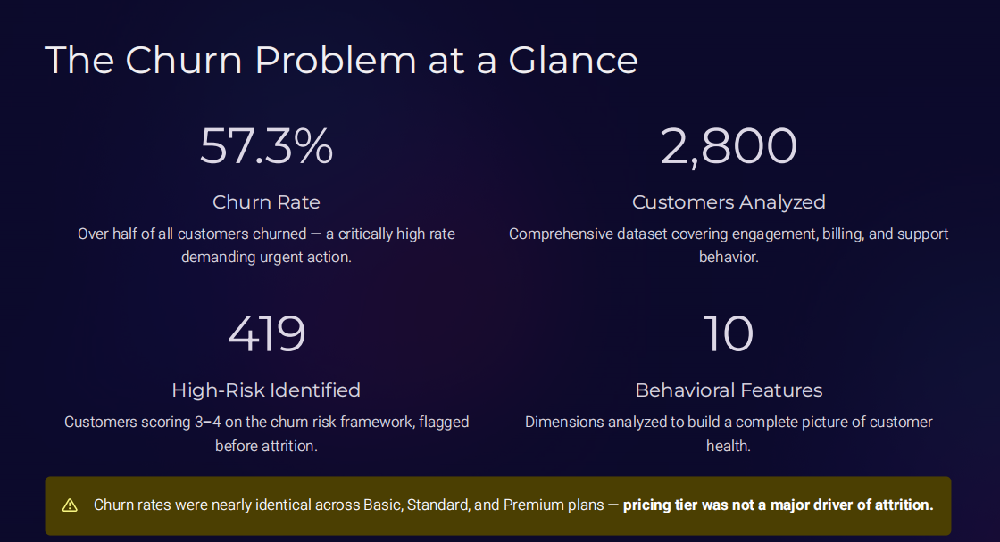 The Churn Problem at a Glance
57.3%
Churn Rate
Over half of all customers churned — a critically high rate
demanding urgent action.
2,800
Customers Analyzed
Comprehensive dataset covering engagement, billing, and support
behavior.
419
High-Risk Identified
Customers scoring 3–4 on the churn risk framework, flagged
before attrition.
10
Behavioral Features
Dimensions analyzed to build a complete picture of customer
health.
Churn rates were nearly identical across Basic, Standard, and Premium plans — pricing tier was not a major driver of attrition.